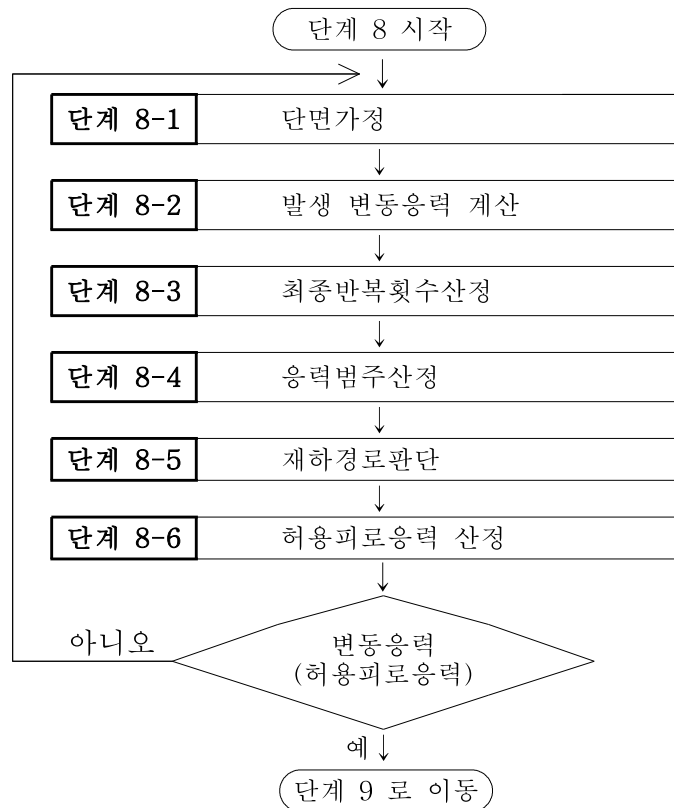 단계 8 시작
단계 8-1 단면가정
단계 8-2 발생 변동응력 계산
단계 8-3 최종반복횟수산정
단계 8-4 응력범주산정
단계 8-5 재하경로판단
단계 8-6 허용피로응력 산정
아니오
변동응력
(허용피로응력)
예
단계 9 로 이동